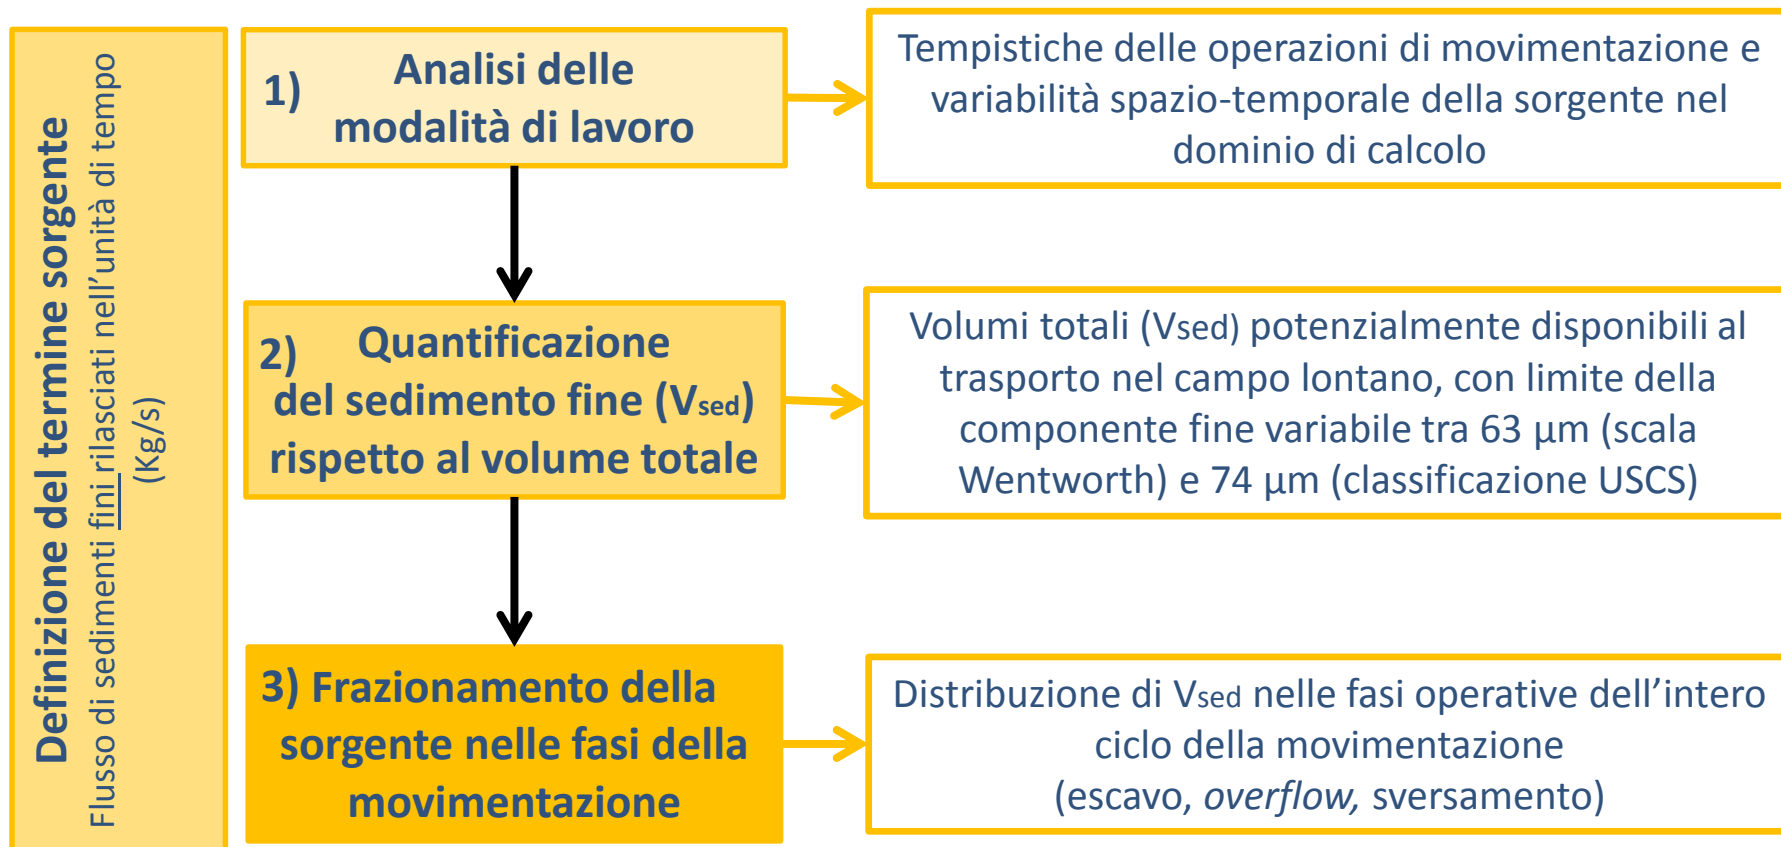 Definizione del termine sorgente
Flusso di sedimenti fini rilasciati nell'unità di tempo
(Kg/s)
1) Analisi delle
modalità di lavoro
Tempistiche delle operazioni di movimentazione e
variabilità spazio-temporale della sorgente nel
dominio di calcolo
2) Quantificazione
del sedimento fine (Vsed)
rispetto al volume totale
Volumi totali (Vsed) potenzialmente disponibili al
trasporto nel campo lontano, con limite della
componente fine variabile tra 63 µm (scala
Wentworth) e 74 µm (classificazione USCS)
3) Frazionamento della
sorgente nelle fasi della
movimentazione
Distribuzione di Vsed nelle fasi operative dell'intero
ciclo della movimentazione
(escavo, overflow, sversamento)